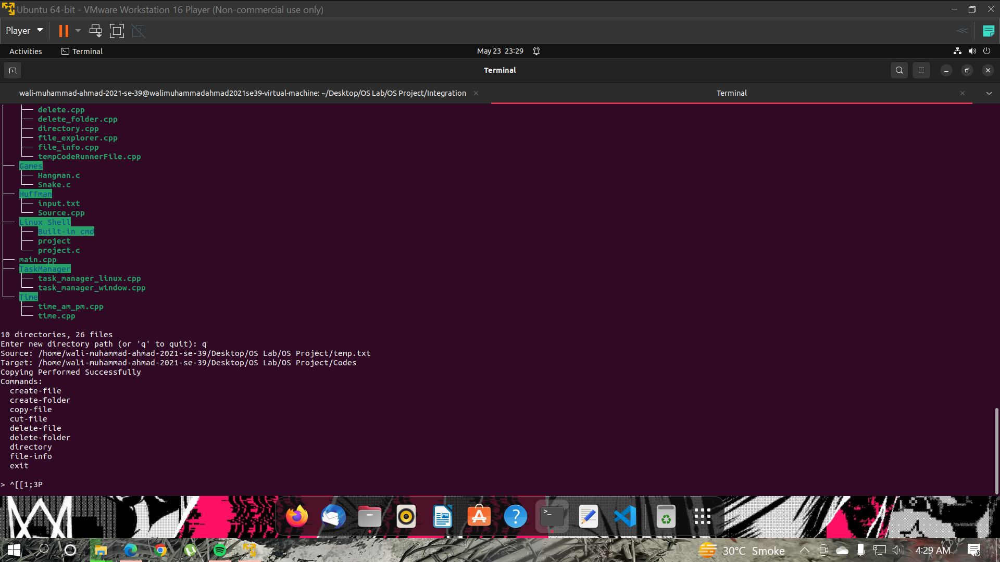 Ubuntu 64-bit - VMware Workstation 16 Player (Non-commercial use only)
Player
Activities
Terminal
May 23 23:29
Terminal
wali-muhammad-ahmad-2021-se-39@walimuhammadahmad2021se39-virtual-machine: ~/Desktop/OS Lab/OS Project/Integration
Terminal
├── delete.cpp
├── delete_folder.cpp
├── directory.cpp
├── file_explorer.cpp
├── file_info.cpp
└── tempCodeRunnerFile.cpp
├── Games
├── Hangman.c
└── Snake.c
├── Huffman
├── input.txt
└── Source.cpp
├── Linux Shell
├── Built-in cmd
├── project
└── project.c
├── main.cpp
├── TaskManager
├── task_manager_linux.cpp
└── task_manager_window.cpp
└── Time
├── time_am_pm.cpp
└── time.cpp
10 directories, 26 files
Enter new directory path (or 'q' to quit): q
Source: /home/wali-muhammad-ahmad-2021-se-39/Desktop/OS Lab/OS Project/temp.txt
Target: /home/wali-muhammad-ahmad-2021-se-39/Desktop/OS Lab/OS Project/Codes
Copying Performed Successfully
Commands:
create-file
create-folder
copy-file
cut-file
delete-file
delete-folder
directory
file-info
exit
> ^[[1;3P
30°C Smoke
4:29 AM